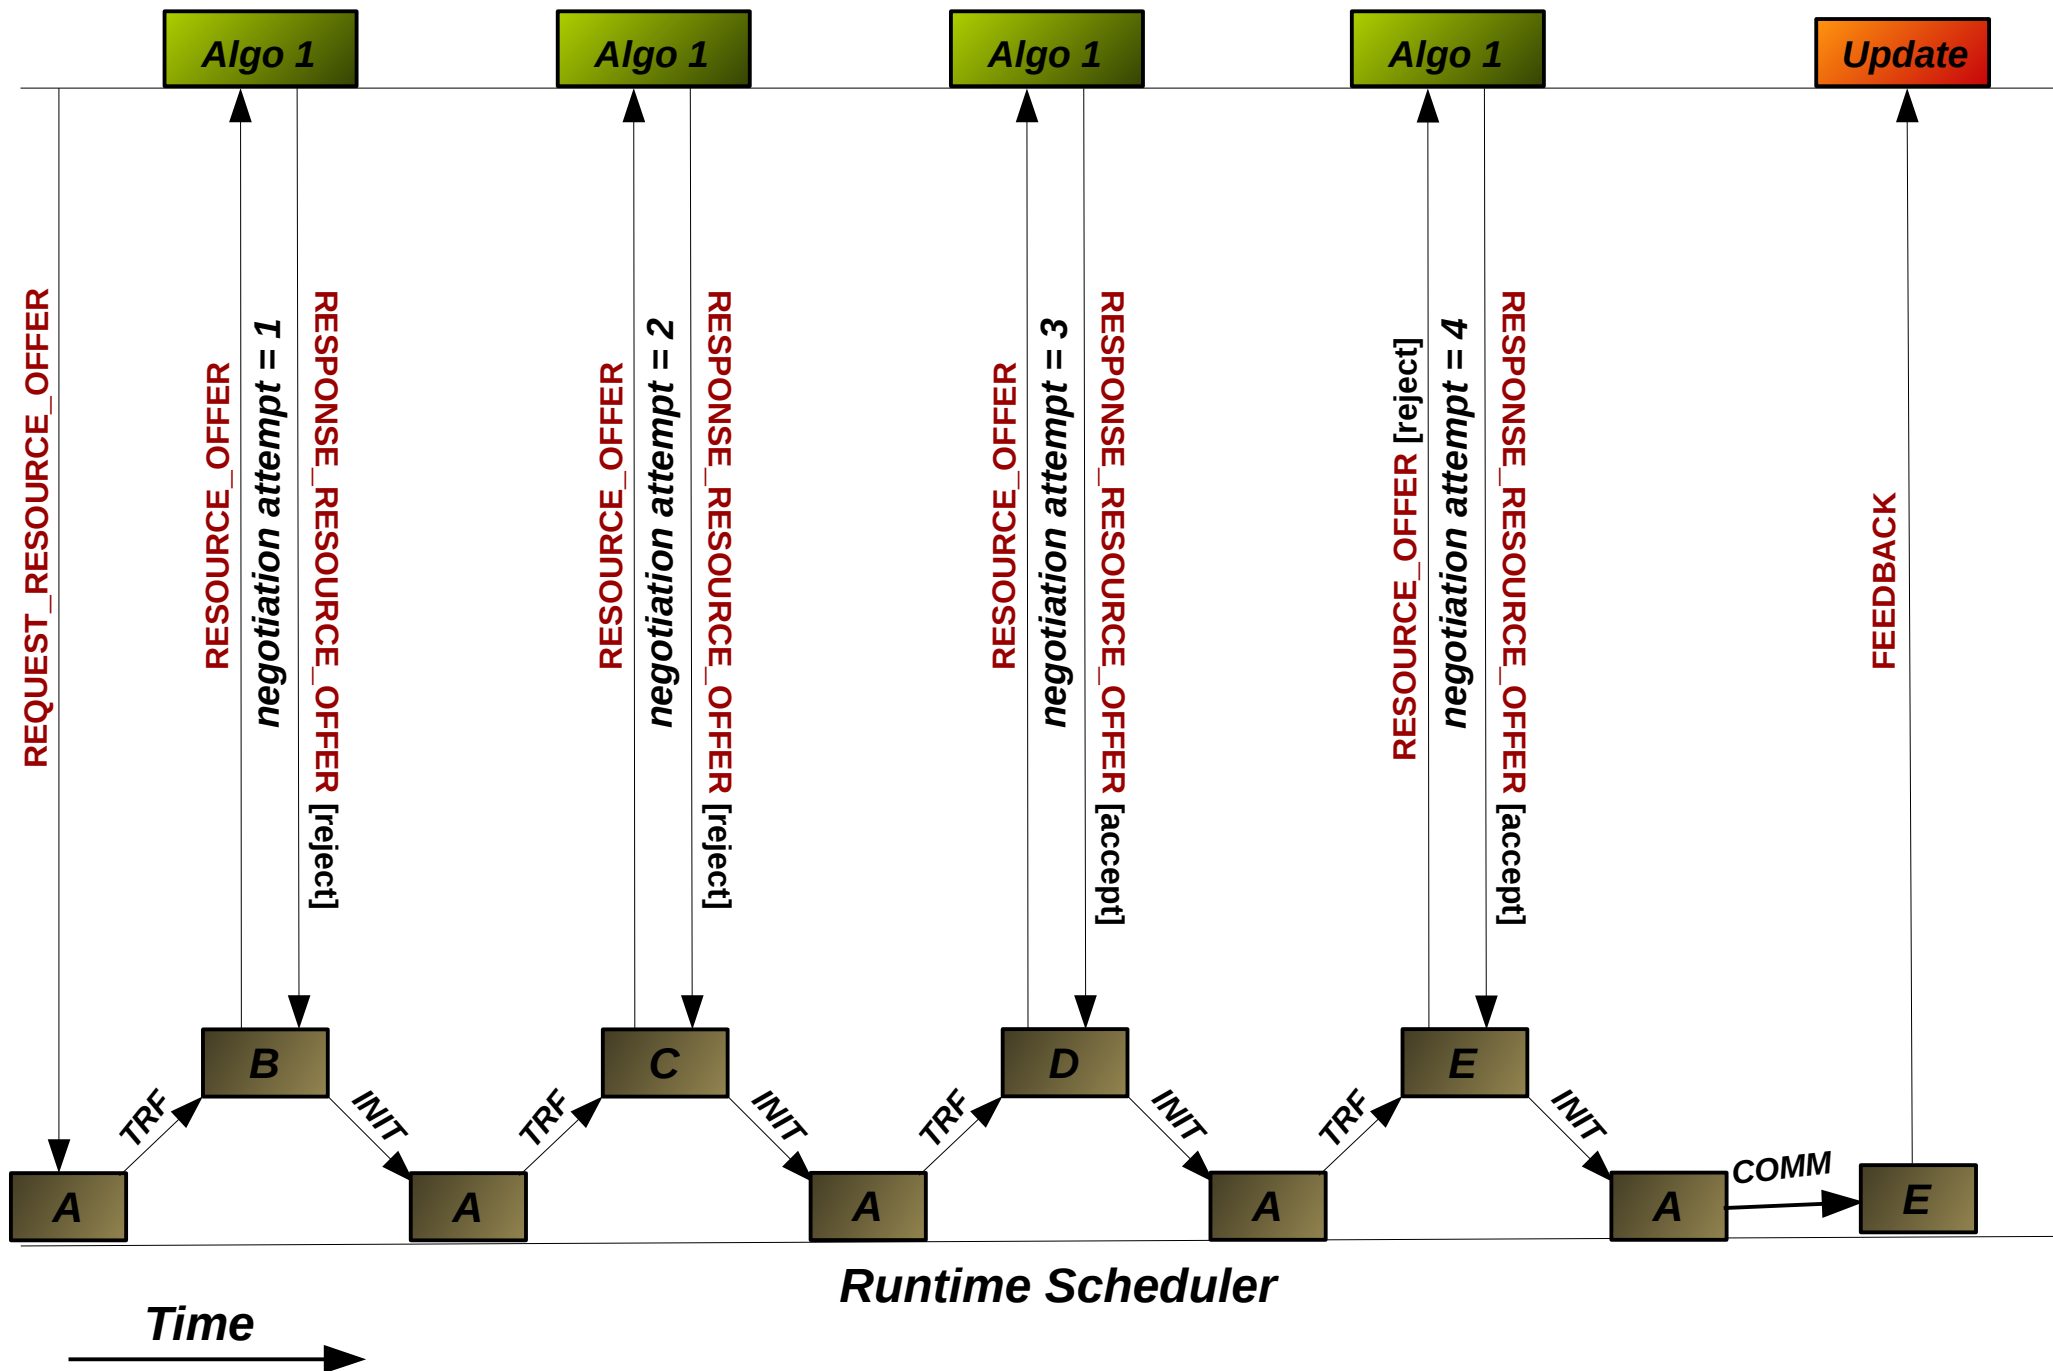 Algo 1
Algo 1
Algo 1
Algo 1
Update
REQUEST_RESOURCE_OFFER
RESOURCE_OFFER
negotiation attempt = 1
RESPONSE_RESOURCE_OFFER [reject]
RESOURCE_OFFER
negotiation attempt = 2
RESPONSE_RESOURCE_OFFER [reject]
RESOURCE_OFFER
negotiation attempt = 3
RESPONSE_RESOURCE_OFFER [accept]
RESOURCE_OFFER [reject]
negotiation attempt = 4
RESPONSE_RESOURCE_OFFER [accept]
FEEDBACK
B
C
D
E
TRF
INIT
TRF
INIT
TRF
INIT
TRF
INIT
COMM
A
A
A
A
A
E
Runtime Scheduler
Time